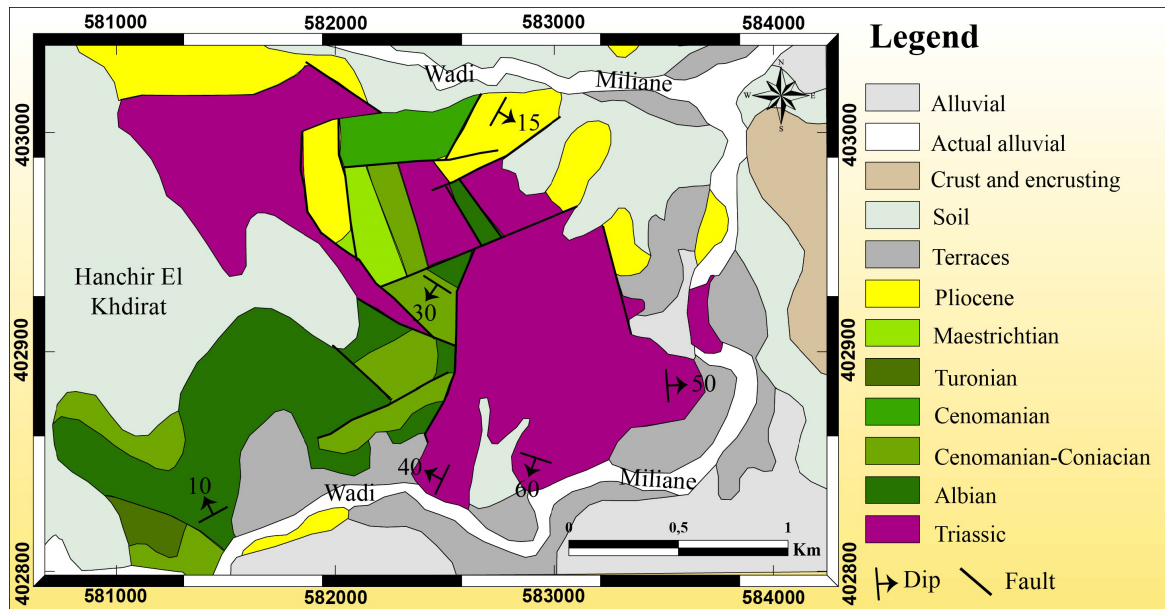 581000 582000 583000 584000
Legend
Wadi Miliane
N
W E
S
Alluvial
403000 403000
15
Actual alluvial
Crust and encrusting
Soil
Terraces
Hanchir El
Khdirat
Pliocene
30
Maestrichtian
402900 402900
50
Turonian
Cenomanian
40
60
Cenomanian-Coniacian
Wadi Miliane
10
Albian
0 0,5 1
Km
Triassic
402800 402800
Dip Fault
581000 582000 583000 584000